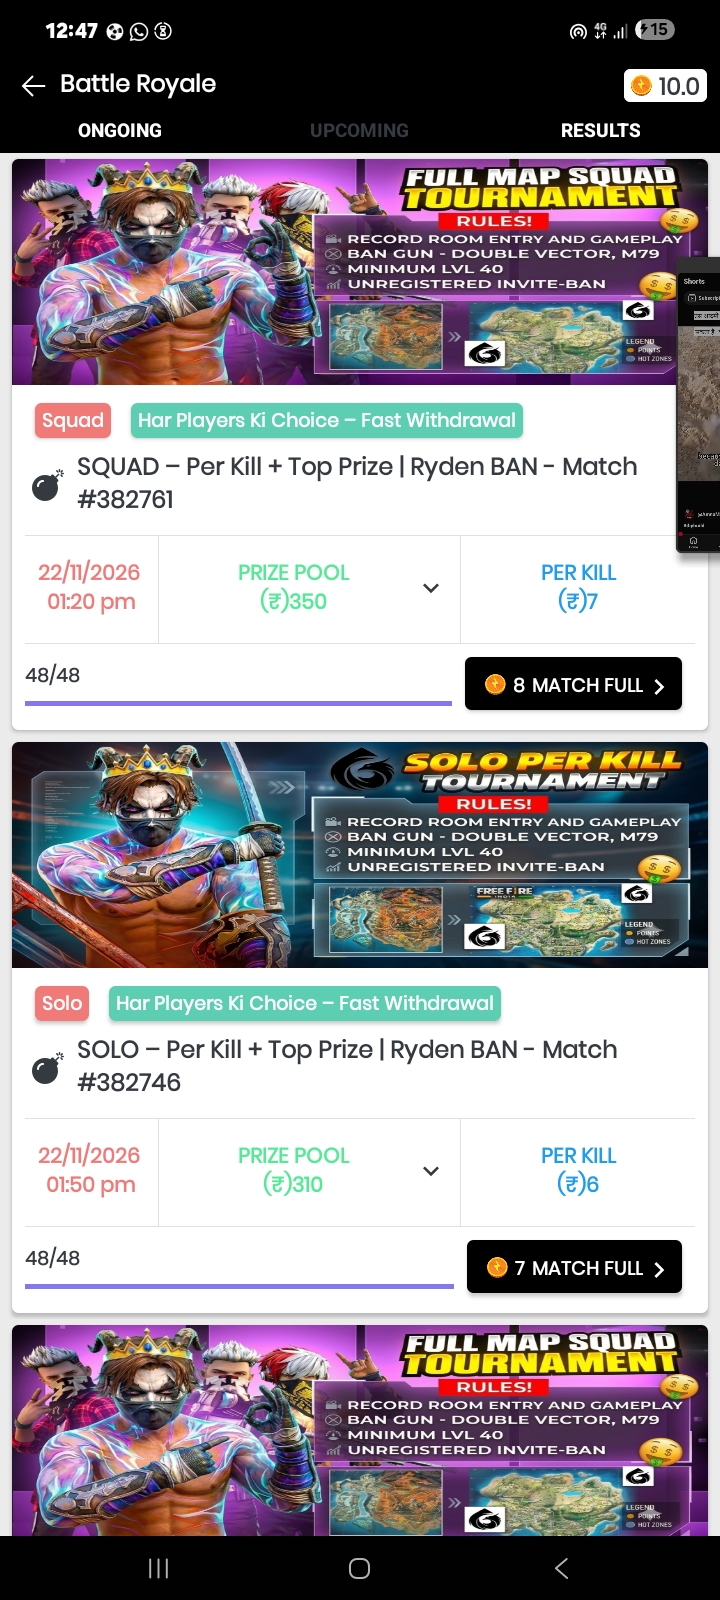 12:47
4G
15
Battle Royale
10.0
ONGOING
UPCOMING
RESULTS
FULL MAP SQUAD
TOURNAMENT
RULES!
RECORD ROOM ENTRY AND GAMEPLAY
BAN GUN - DOUBLE VECTOR, M79
MINIMUM LVL 40
UNREGISTERED INVITE-BAN
LEGEND
POINTS
HOT ZONES
Shorts
Squad
Har Players Ki Choice – Fast Withdrawal
SQUAD – Per Kill + Top Prize | Ryden BAN - Match
#382761
22/11/2026
01:20 pm
PRIZE POOL
(₹)350
PER KILL
(₹)7
48/48
8 MATCH FULL
SOLO PER KILL
TOURNAMENT
RULES!
RECORD ROOM ENTRY AND GAMEPLAY
BAN GUN - DOUBLE VECTOR, M79
MINIMUM LVL 40
UNREGISTERED INVITE-BAN
FREE FIRE
INDIA
LEGEND
POINTS
HOT ZONES
Solo
Har Players Ki Choice – Fast Withdrawal
SOLO – Per Kill + Top Prize | Ryden BAN - Match
#382746
22/11/2026
01:50 pm
PRIZE POOL
(₹)310
PER KILL
(₹)6
48/48
7 MATCH FULL
FULL MAP SQUAD
TOURNAMENT
RULES!
RECORD ROOM ENTRY AND GAMEPLAY
BAN GUN - DOUBLE VECTOR, M79
MINIMUM LVL 40
UNREGISTERED INVITE-BAN
LEGEND
POINTS
HOT ZONES